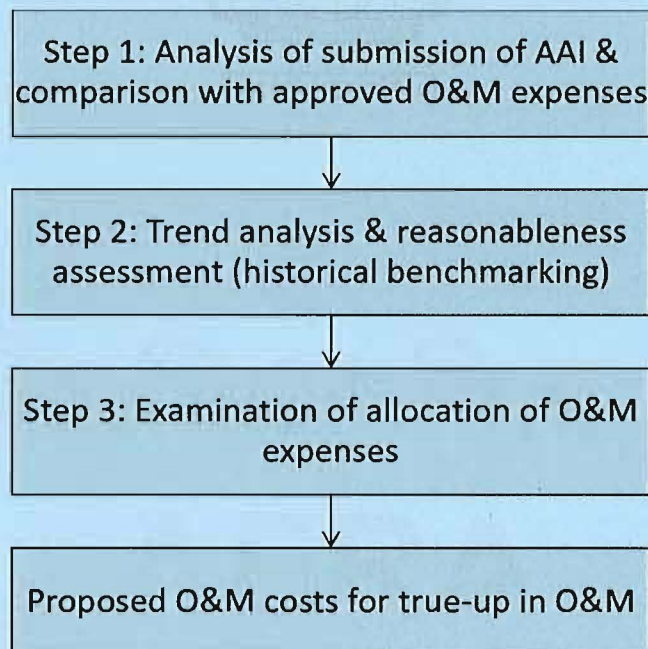 Step 1: Analysis of submission of AAI &
comparison with approved O&M expenses
Step 2: Trend analysis & reasonableness
assessment (historical benchmarking)
Step 3: Examination of allocation of O&M
expenses
Proposed O&M costs for true-up in O&M